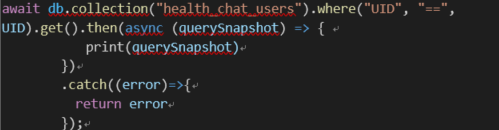 await db.collection("health_chat_users").where("UID", "==",
UID).get().then(async (querySnapshot) => {
print(querySnapshot)
})
.catch((error)=>{
return error
});